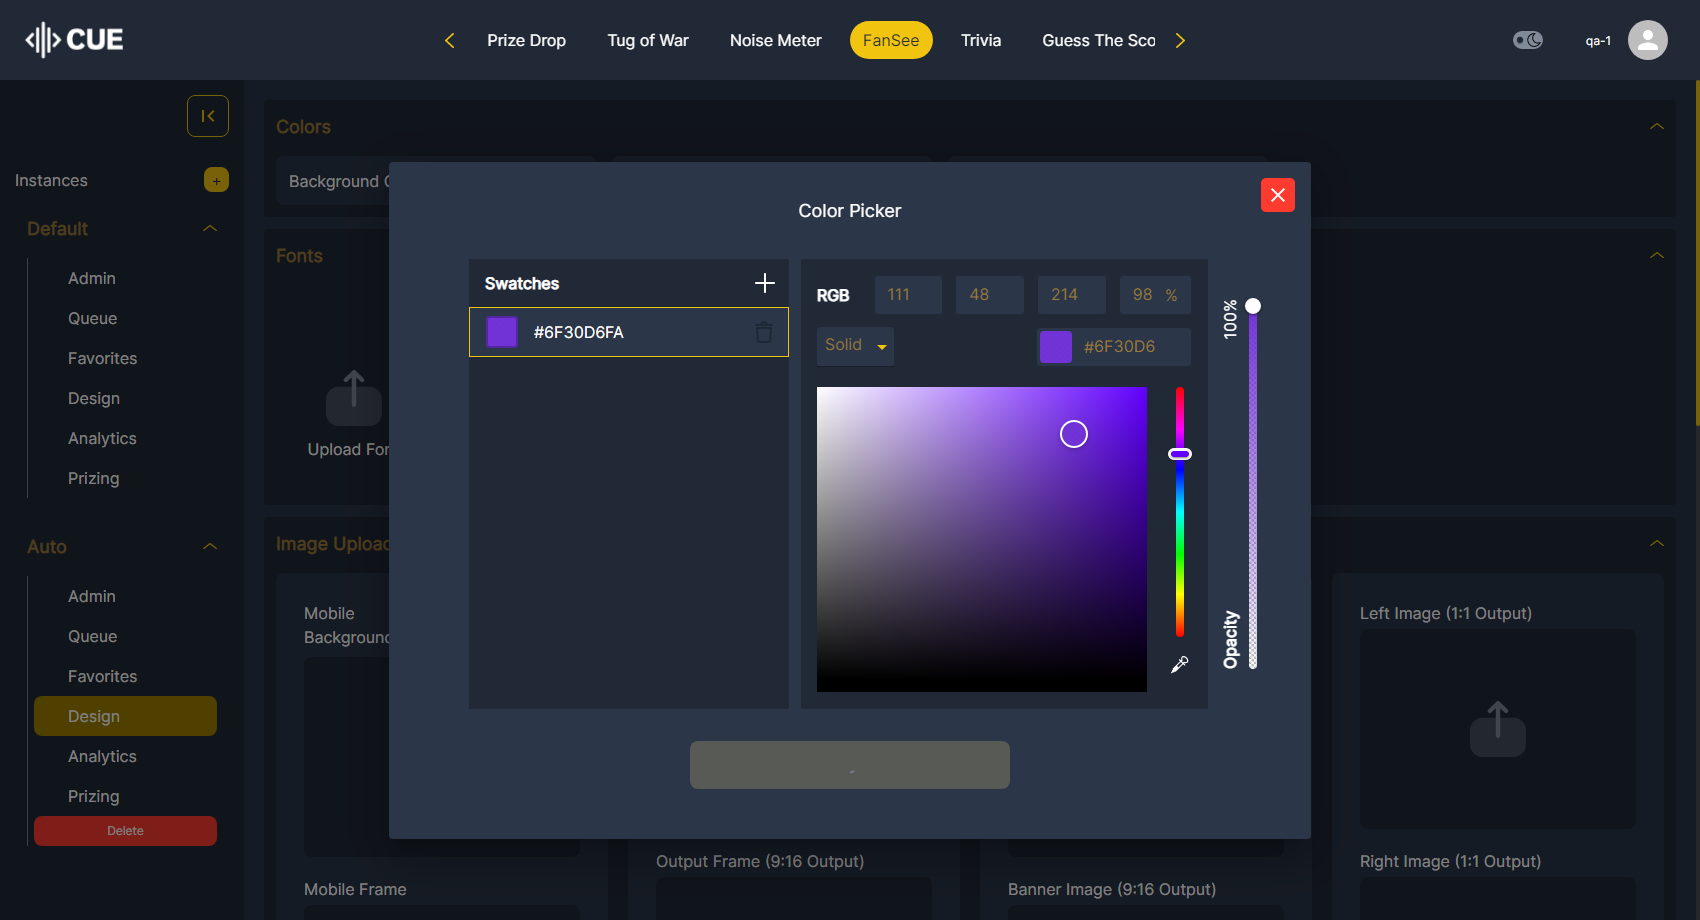 CUE
Prize Drop
Tug of War
Noise Meter
FanSee
Trivia
Guess The Sco
qa-1
Instances
+
Default
Admin
Queue
Favorites
Design
Analytics
Prizing
Auto
Admin
Queue
Favorites
Design
Analytics
Prizing
Delete
Colors
Background
Fonts
Upload For
Image Upload
Mobile
Background
Mobile Frame
Output Frame (9:16 Output)
Banner Image (9:16 Output)
Left Image (1:1 Output)
Right Image (1:1 Output)
Color Picker
Swatches
#6F30D6FA
RGB
111
48
214
98 %
Solid
#6F30D6
100%
Opacity